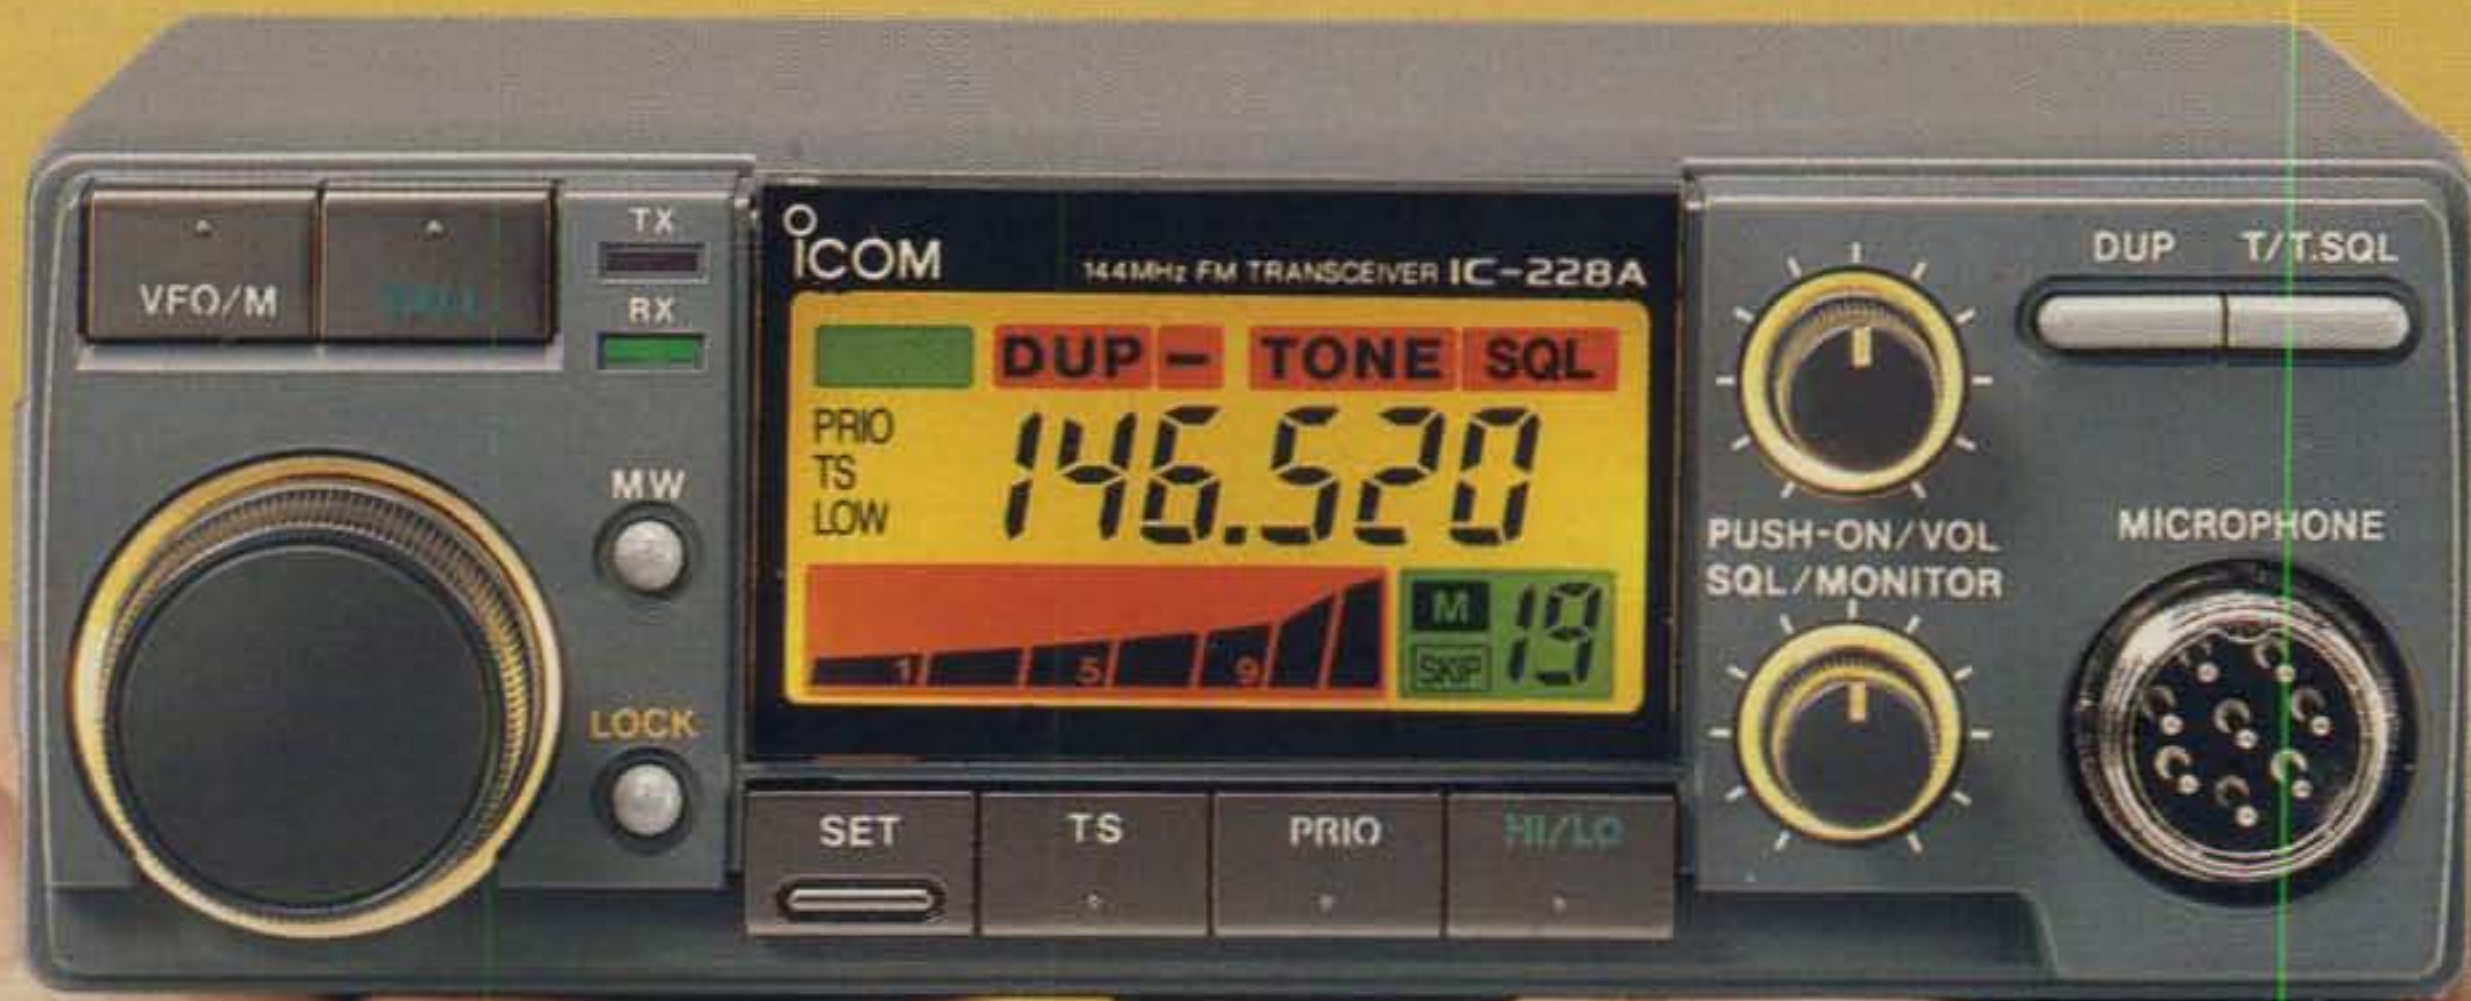 TX
VFO/M
RX
MW
LOCK
ICOM
144MHz FM TRANSCEIVER IC-228A
DUP - TONE SQL
PRIO
TS
LOW
146.520
1 5 9
M
SKIP
19
SET TS PRIO HI/LO
PUSH-ON/VOL
SQL/MONITOR
DUP T/T.SQL
MICROPHONE